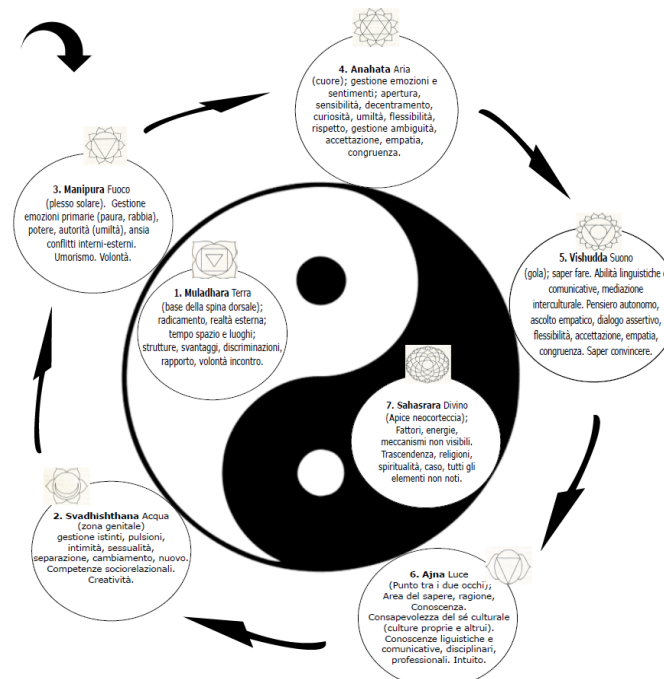 4. Anahata Aria
(cuore); gestione emozioni e
sentimenti; apertura,
sensibilità, decentramento,
curiosità, umiltà, flessibilità,
rispetto, gestione ambiguità,
accettazione, empatia,
congruenza.
3. Manipura Fuoco
(plesso solare). Gestione
emozioni primarie (paura, rabbia),
potere, autorità (umiltà), ansia
conflitti interni-esterni.
Umorismo. Volontà.
5. Vishudda Suono
(gola); saper fare. Abilità linguistiche e
comunicative, mediazione
interculturale. Pensiero autonomo,
ascolto empatico, dialogo assertivo,
flessibilità, accettazione, empatia,
congruenza. Saper convincere.
1. Muladhara Terra
(base della spina dorsale);
radicamento, realtà esterna;
tempo spazio e luoghi;
strutture, svantaggi, discriminazioni,
rapporto, volontà incontro.
7. Sahasrara Divino
(Apice neocorteccia);
Fattori, energie,
meccanismi non visibili.
Trascendenza, religioni,
spiritualità, caso, tutti gli
elementi non noti.
2. Svadhishthana Acqua
(zona genitale)
gestione istinti, pulsioni,
intimità, sessualità,
separazione, cambiamento, nuovo.
Competenze sociorelazionali.
Creatività.
6. Ajna Luce
(Punto tra i due occhi);
Area del sapere, ragione,
Conoscenza.
Consapevolezza del sé culturale
(culture proprie e altrui).
Conoscenze liguistiche e
comunicative, disciplinari,
professionali. Intuito.